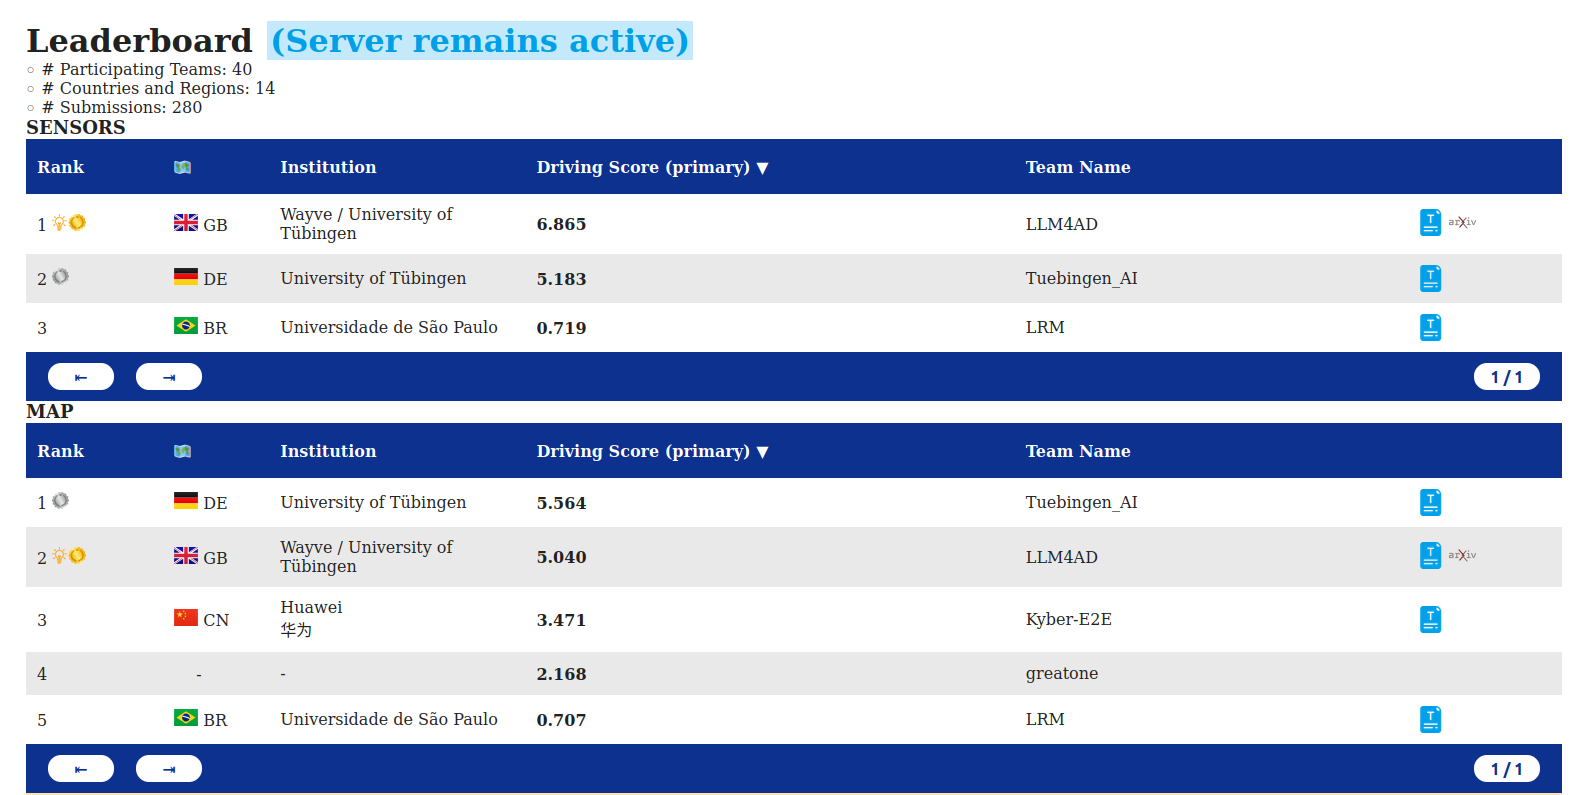 Leaderboard (Server remains active)
# Participating Teams: 40
# Countries and Regions: 14
# Submissions: 280
SENSORS
Rank Institution Driving Score (primary) ▼ Team Name
1 GB Wayve / University of Tübingen 6.865 LLM4AD T arXiv
2 DE University of Tübingen 5.183 Tuebingen_AI T
3 BR Universidade de São Paulo 0.719 LRM T
⇤ ⇥ 1 / 1
MAP
Rank Institution Driving Score (primary) ▼ Team Name
1 DE University of Tübingen 5.564 Tuebingen_AI T
2 GB Wayve / University of Tübingen 5.040 LLM4AD T arXiv
3 CN Huawei 华为 3.471 Kyber-E2E T
4 - - 2.168 greatone
5 BR Universidade de São Paulo 0.707 LRM T
⇤ ⇥ 1 / 1